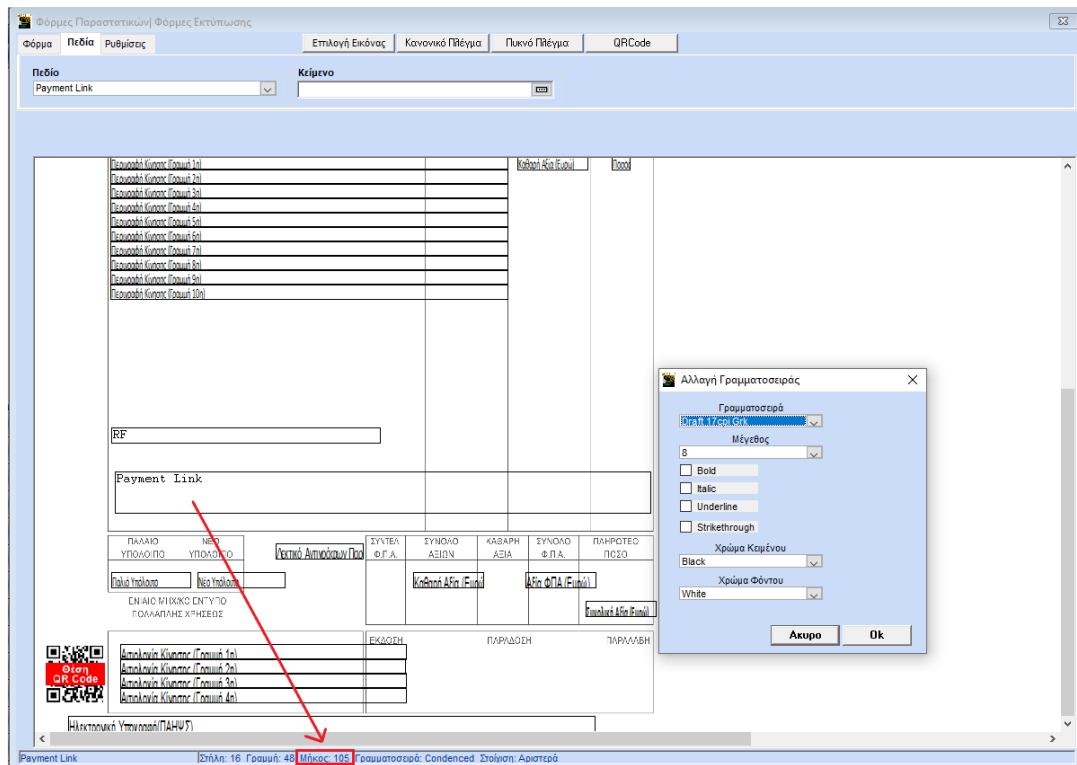 Φόρμες Παραστατικών| Φόρμες Εκτύπωσης
Φόρμα Πεδία Ρυθμίσεις Επιλογή Εικόνας Κανονικό Πλέγμα Πυκνό Πλέγμα QRCode
Πεδίο Κείμενο
Payment Link
Περιγραφή Κίνησης (Γραμμή 1η) Καθαρή Αξία (Ευρώ) Ποσοσ
Περιγραφή Κίνησης (Γραμμή 2η)
Περιγραφή Κίνησης (Γραμμή 3η)
Περιγραφή Κίνησης (Γραμμή 4η)
Περιγραφή Κίνησης (Γραμμή 5η)
Περιγραφή Κίνησης (Γραμμή 6η)
Περιγραφή Κίνησης (Γραμμή 7η)
Περιγραφή Κίνησης (Γραμμή 8η)
Περιγραφή Κίνησης (Γραμμή 9η)
Περιγραφή Κίνησης (Γραμμή 10η)
RF
Payment Link
ΠΑΛΑΙΟ ΝΕΟ ΣΥΝΤΕΛ ΣΥΝΟΛΟ ΚΑΘΑΡΗ ΣΥΝΟΛΟ ΠΛΗΡΩΤΕΟ
ΥΠΟΛΟΙΠΟ ΥΠΟΛΟΙΠΟ Λεκτικό Αντιγράφων Παρ Φ.Π.Α. ΑΞΙΩΝ ΑΞΙΑ Φ.Π.Α. ΠΟΣΟ
Παλιό Υπόλοιπο Νέο Υπόλοιπο Καθαρή Αξία (Ευρώ Αξία ΦΠΑ (Ευρώ)
ΕΝΙΑΙΟ ΜΗΧ/ΚΟ ΕΝΤΥΠΟ
ΠΟΛΛΑΠΛΗΣ ΧΡΗΣΕΩΣ Συνολική Αξία (Ευρώ)
ΕΚΔΟΣΗ ΠΑΡΑΔΟΣΗ ΠΑΡΑΛΑΒΗ
Αιτιολογία Κίνησης (Γραμμή 1η)
Αιτιολογία Κίνησης (Γραμμή 2η)
Αιτιολογία Κίνησης (Γραμμή 3η)
Αιτιολογία Κίνησης (Γραμμή 4η)
Θέση
QR Code
Ηλεκτρονική Υπογραφή(ΠΑΗΨΣ)
Αλλαγή Γραμματοσειράς
Γραμματοσειρά
Draft 17cpi Grk
Μέγεθος
8
Bold
Italic
Underline
Strikethrough
Χρώμα Κειμένου
Black
Χρώμα Φόντου
White
Ακυρο Ok
Payment Link Στήλη: 16 Γραμμή: 48 Μήκος: 105 Γραμματοσειρά: Condensed Στοίχιση: Αριστερά